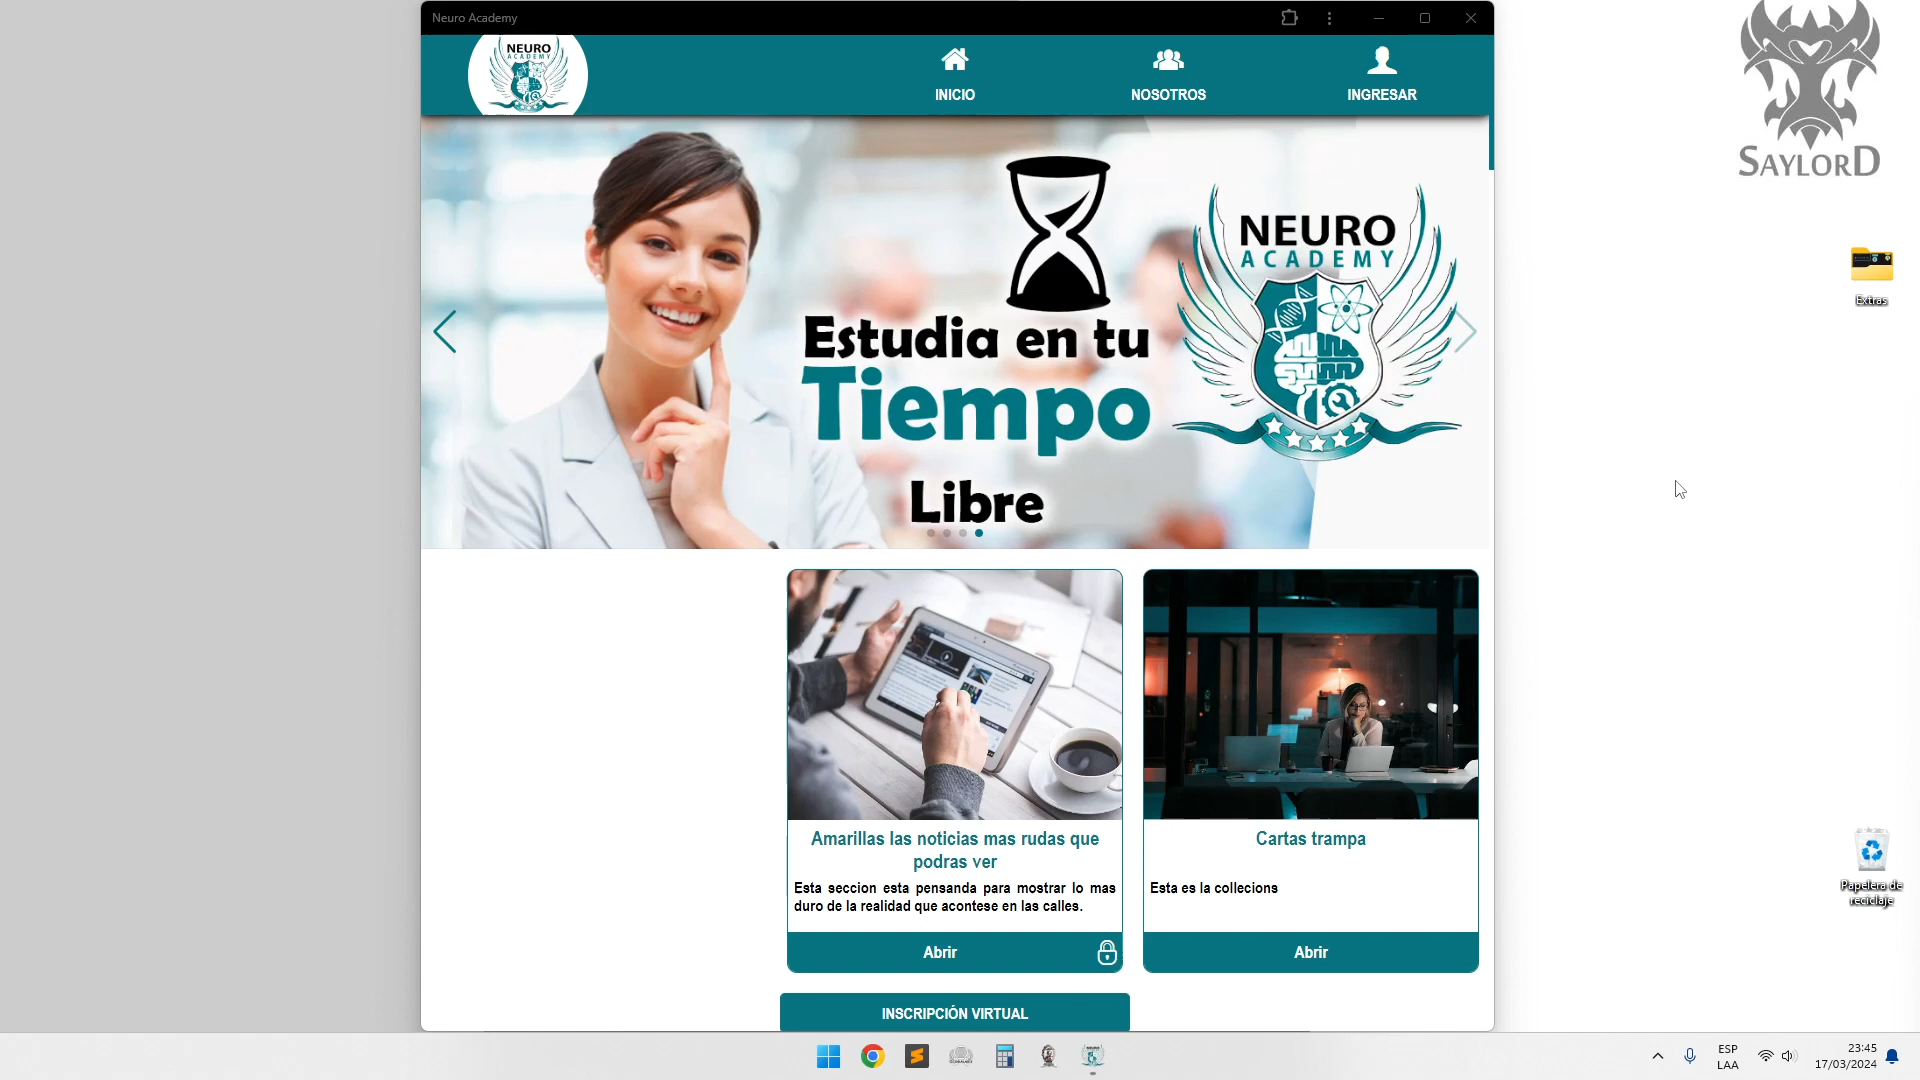 Neuro Academy
NEURO
ACADEMY
INICIO
NOSOTROS
INGRESAR
SAYLORD
NEURO
ACADEMY
Estudia en tu
Tiempo
Libre
Extras
Amarillas las noticias mas rudas que
podras ver
Esta seccion esta pensanda para mostrar lo mas
duro de la realidad que acontese en las calles.
Abrir
Cartas trampa
Esta es la collecions
Abrir
Papelera de
reciclaje
INSCRIPCIÓN VIRTUAL
ESP
LAA
23:45
17/03/2024